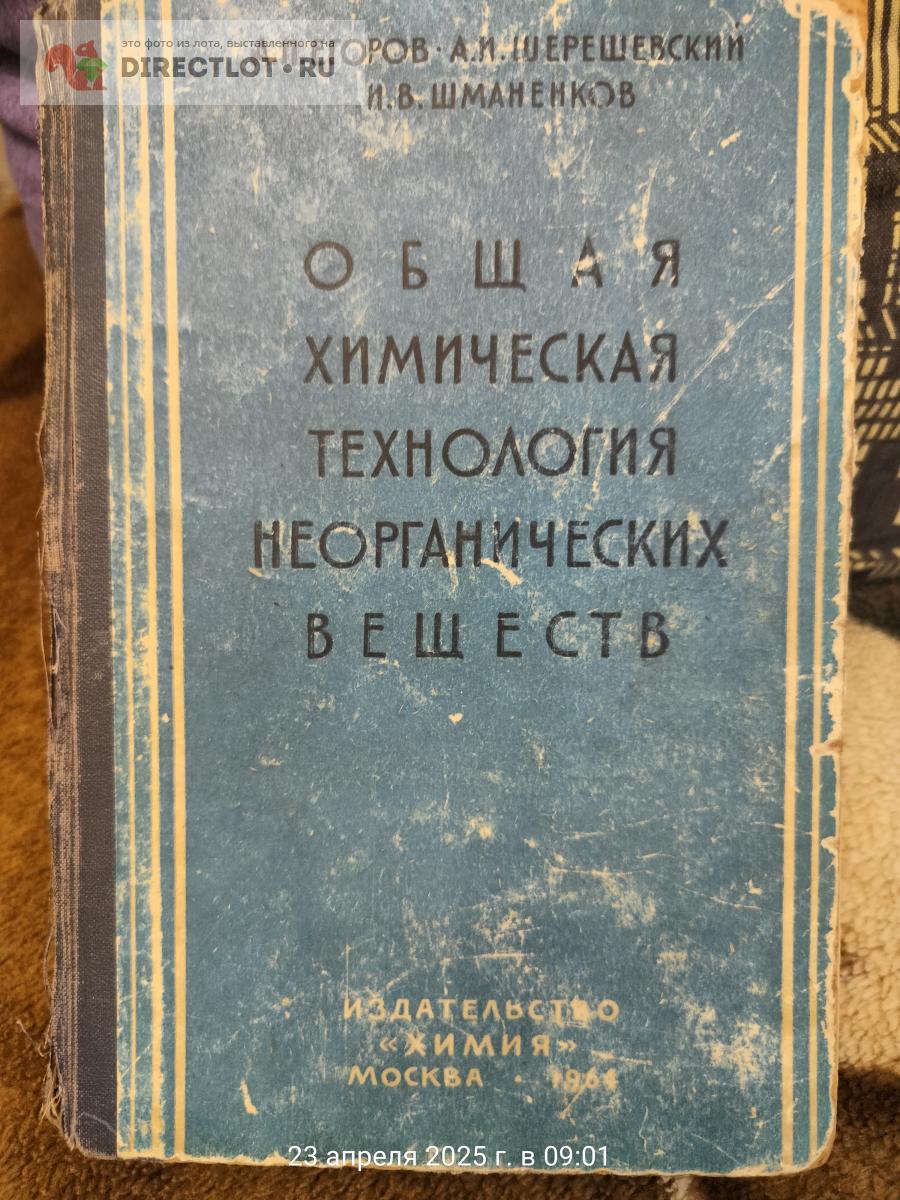 это фото из лота, выставленного на
DIRECTLOT•RU
А.И.ШЕРЕШЕВСКИЙ
И.В.ШМАНЕНКОВ
ОБЩАЯ
ХИМИЧЕСКАЯ
ТЕХНОЛОГИЯ
НЕОРГАНИЧЕСКИХ
ВЕЩЕСТВ
ИЗДАТЕЛЬСТВО
«ХИМИЯ»
МОСКВА · 1964
23 апреля 2025 г. в 09:01